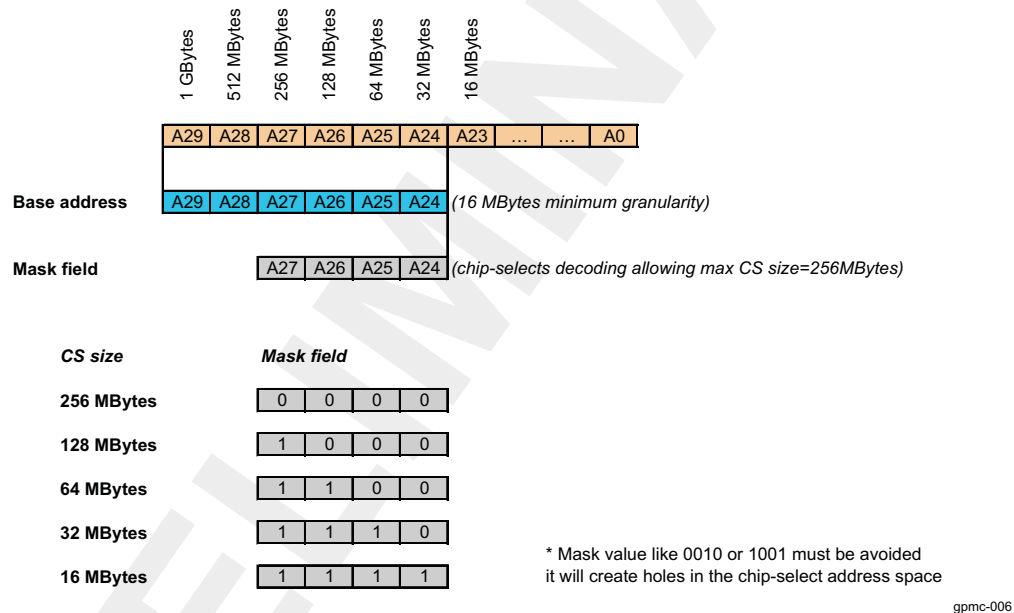 1 GBytes
512 MBytes
256 MBytes
128 MBytes
64 MBytes
32 MBytes
16 MBytes
A29 A28 A27 A26 A25 A24 A23 ... ... A0
Base address A29 A28 A27 A26 A25 A24 (16 MBytes minimum granularity)
Mask field A27 A26 A25 A24 (chip-selects decoding allowing max CS size=256MBytes)
CS size Mask field
256 MBytes 0 0 0 0
128 MBytes 1 0 0 0
64 MBytes 1 1 0 0
32 MBytes 1 1 1 0
16 MBytes 1 1 1 1
* Mask value like 0010 or 1001 must be avoided
it will create holes in the chip-select address space
gpmc-006